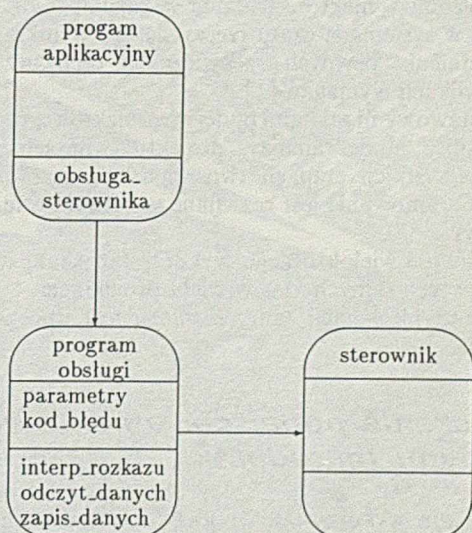 progam
aplikacyjny
obsługa_
sterownika
program
obsługi
parametry
kod_błędu
interp_rozkazu
odczyt_danych
zapis_danych
sterownik